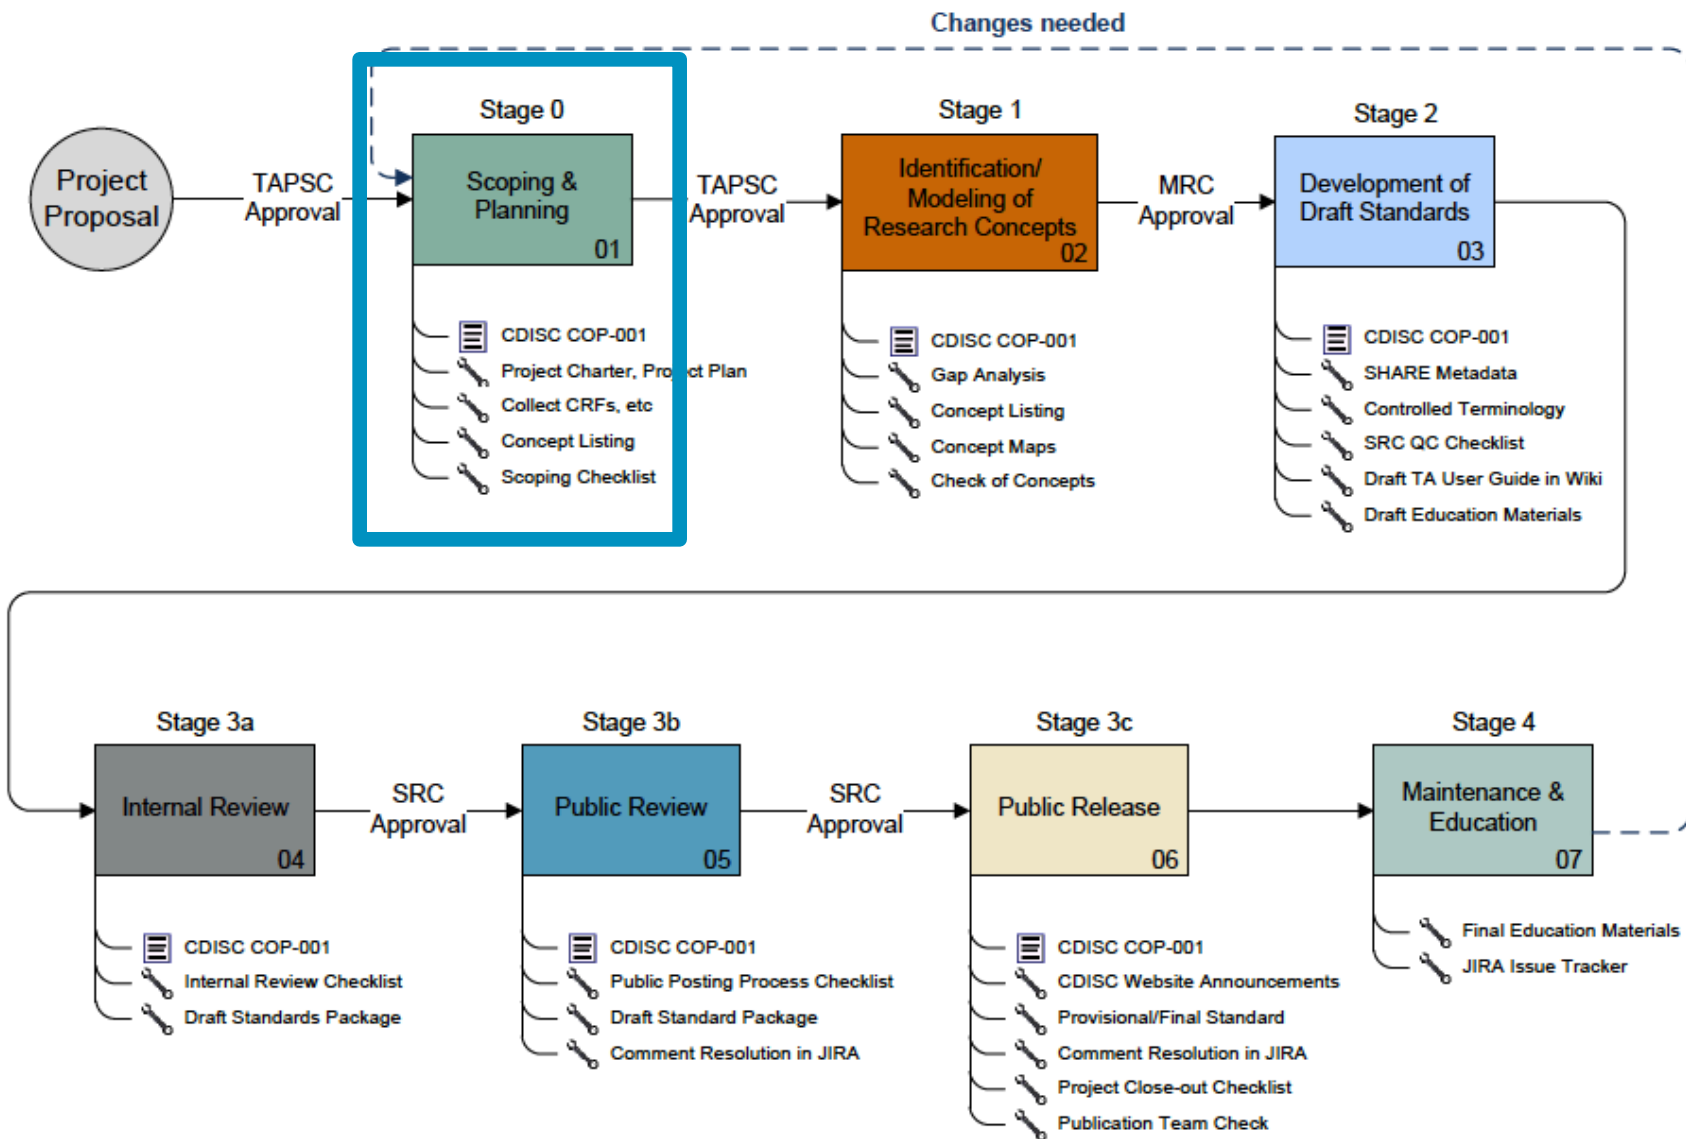 Changes needed
Project
Proposal
TAPSC
Approval
Stage 0
Scoping &
Planning
01
CDISC COP-001
Project Charter, Project Plan
Collect CRFs, etc
Concept Listing
Scoping Checklist
TAPSC
Approval
Stage 1
Identification/
Modeling of
Research Concepts
02
CDISC COP-001
Gap Analysis
Concept Listing
Concept Maps
Check of Concepts
MRC
Approval
Stage 2
Development of
Draft Standards
03
CDISC COP-001
SHARE Metadata
Controlled Terminology
SRC QC Checklist
Draft TA User Guide in Wiki
Draft Education Materials
Stage 3a
Internal Review
04
CDISC COP-001
Internal Review Checklist
Draft Standards Package
SRC
Approval
Stage 3b
Public Review
05
CDISC COP-001
Public Posting Process Checklist
Draft Standard Package
Comment Resolution in JIRA
SRC
Approval
Stage 3c
Public Release
06
CDISC COP-001
CDISC Website Announcements
Provisional/Final Standard
Comment Resolution in JIRA
Project Close-out Checklist
Publication Team Check
Stage 4
Maintenance &
Education
07
Final Education Materials
JIRA Issue Tracker